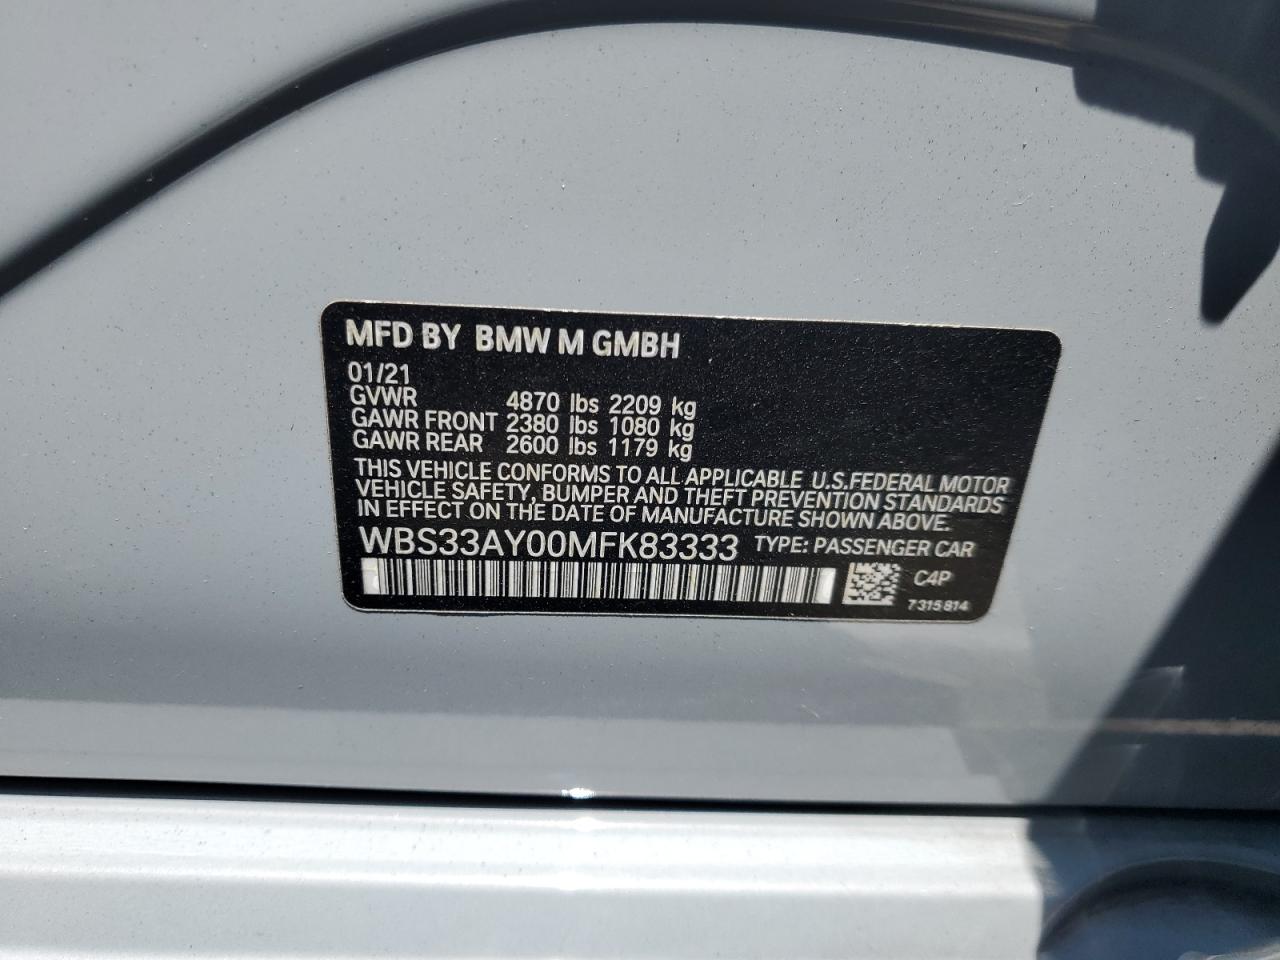 MFD BY BMW M GMBH
01/21
GVWR 4870 lbs 2209 kg
GAWR FRONT 2380 lbs 1080 kg
GAWR REAR 2600 lbs 1179 kg
THIS VEHICLE CONFORMS TO ALL APPLICABLE U.S.FEDERAL MOTOR
VEHICLE SAFETY, BUMPER AND THEFT PREVENTION STANDARDS
IN EFFECT ON THE DATE OF MANUFACTURE SHOWN ABOVE.
WBS33AY00MFK83333 TYPE: PASSENGER CAR
C4P
7315814